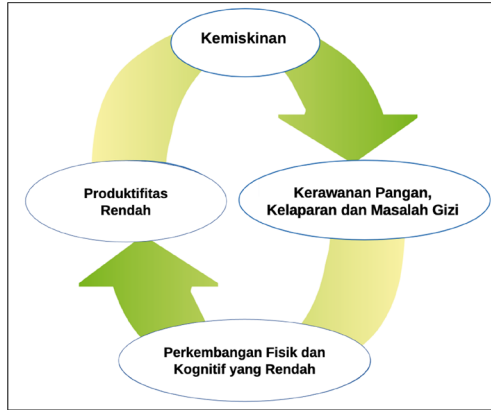 Kemiskinan
Kerawanan Pangan,
Kelaparan dan Masalah Gizi
Perkembangan Fisik dan
Kognitif yang Rendah
Produktifitas
Rendah